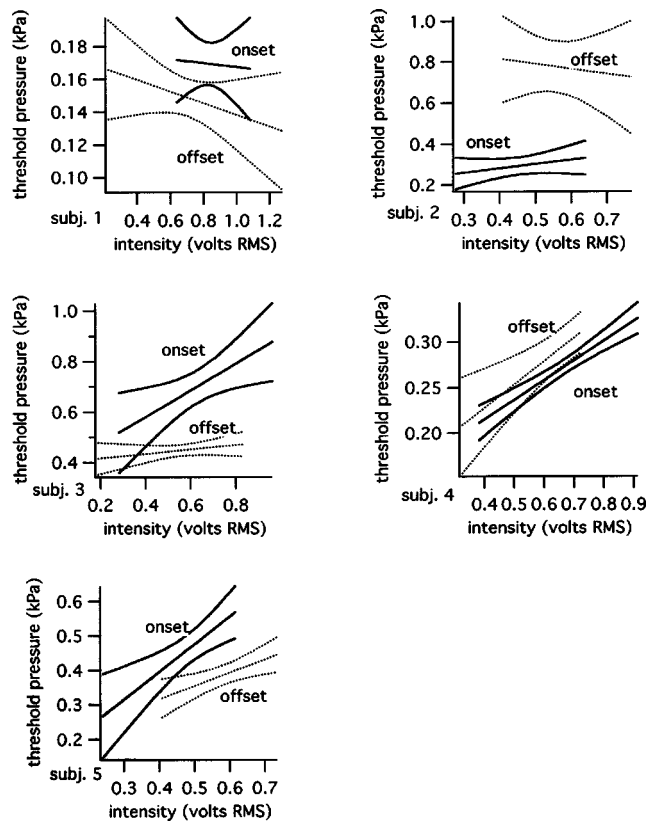 threshold pressure (kPa)
0.18
0.16
0.14
0.12
0.10
onset
offset
subj. 1
0.4 0.6 0.8 1.0 1.2
intensity (volts RMS)
threshold pressure (kPa)
1.0
0.8
0.6
0.4
0.2
offset
onset
subj. 2
0.3 0.4 0.5 0.6 0.7
intensity (volts RMS)
threshold pressure (kPa)
1.0
0.8
0.6
0.4
onset
offset
subj. 3
0.2 0.4 0.6 0.8
intensity (volts RMS)
threshold pressure (kPa)
0.30
0.25
0.20
offset
onset
subj. 4
0.4 0.5 0.6 0.7 0.8 0.9
intensity (volts RMS)
threshold pressure (kPa)
0.6
0.5
0.4
0.3
0.2
onset
offset
subj. 5
0.3 0.4 0.5 0.6 0.7
intensity (volts RMS)